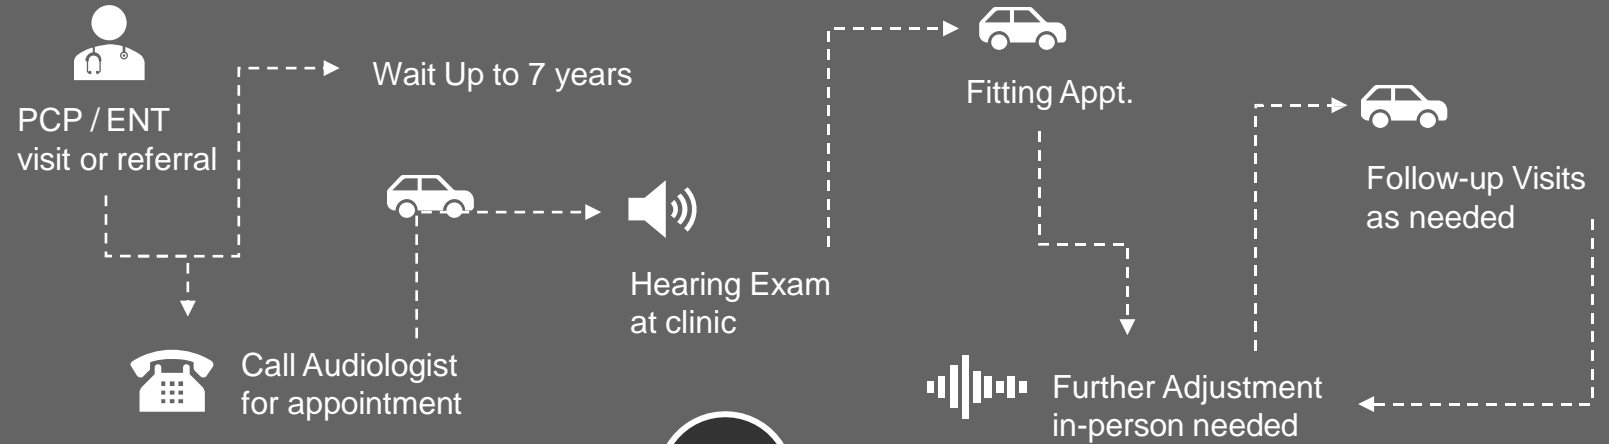 PCP / ENT
visit or referral
Wait Up to 7 years
Call Audiologist
for appointment
Hearing Exam
at clinic
Fitting Appt.
Further Adjustment
in-person needed
Follow-up Visits
as needed